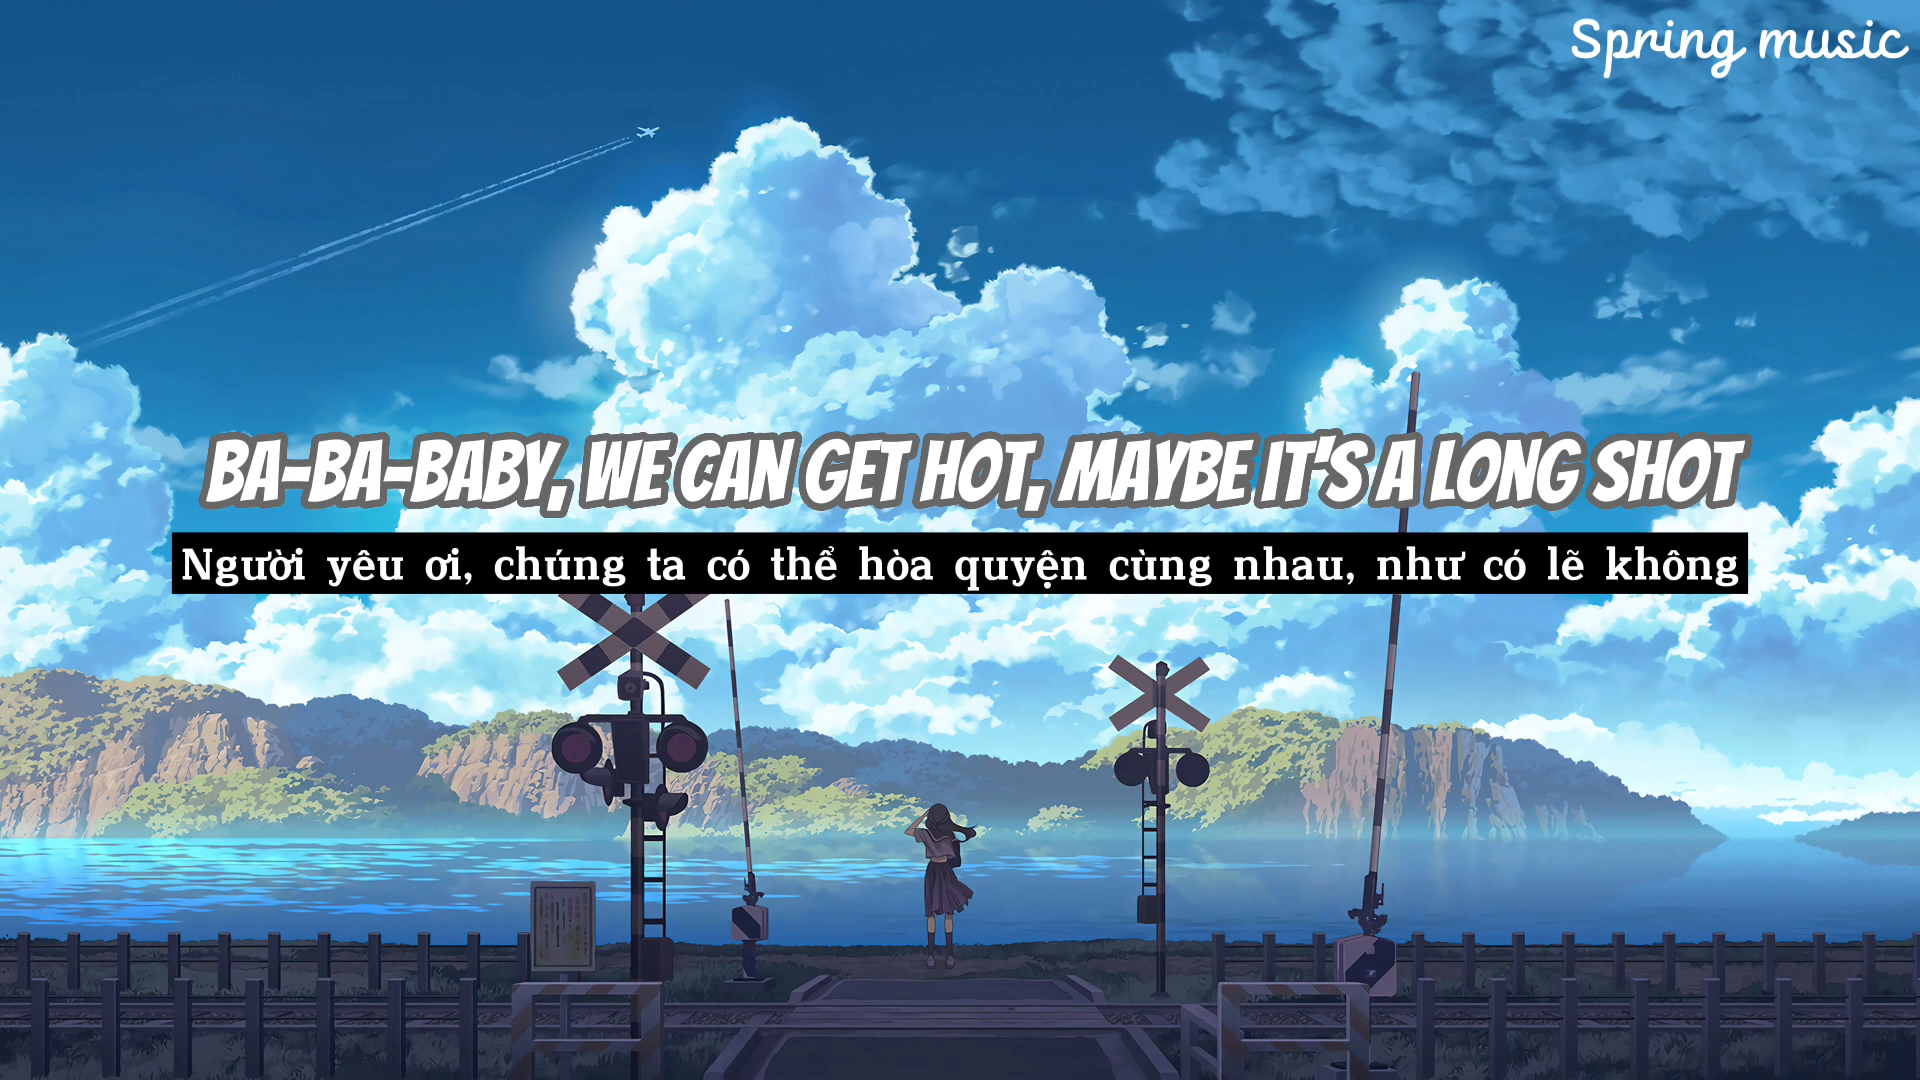 Spring music
BA-BA-BABY, WE CAN GET HOT, MAYBE IT'S A LONG SHOT
Người yêu ơi, chúng ta có thể hòa quyện cùng nhau, như có lẽ không